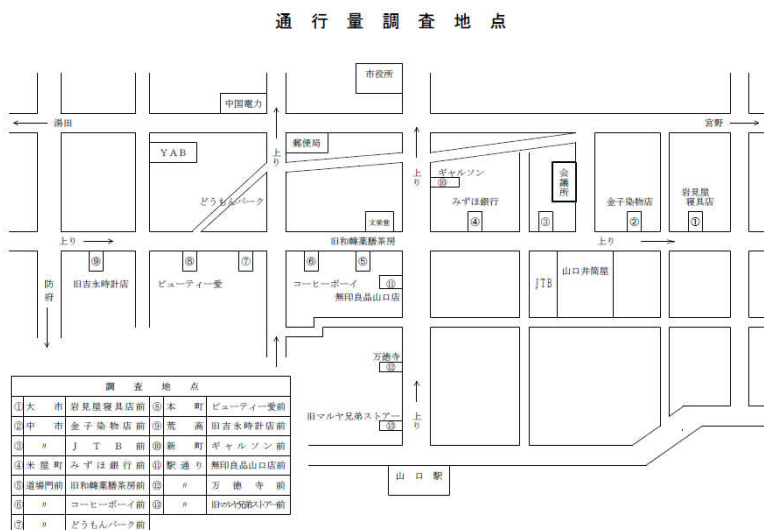 通行量調査地点
市役所
中国電力
湯田
宮野
郵便局
上り
YAB
上り
ギャルソン
⑩
会議所
どうもんパーク
みずほ銀行
金子染物店
岩見屋
寝具店
文栄堂
④
③
②
①
旧和韓薬膳茶房
上り
上り
⑨
⑧
⑦
⑥
⑤
防府
旧吉永時計店
ビューティー愛
コーヒーボーイ
⑪
無印良品山口店
JTB
山口井筒屋
万徳寺
⑫
旧マルヤ兄弟ストアー
⑬
上り
山口駅
調査地点
①大市 岩見屋寝具店前 ⑧本町 ビューティー愛前
②中市 金子染物店前 ⑨荒高 旧吉永時計店前
③〃 JTB前 ⑩新町 ギャルソン前
④米屋町 みずほ銀行前 ⑪駅通り 無印良品山口店前
⑤道場門前 旧和韓薬膳茶房前 ⑫〃 万徳寺前
⑥〃 コーヒーボーイ前 ⑬〃 旧マルヤ兄弟ストアー前
⑦〃 どうもんパーク前